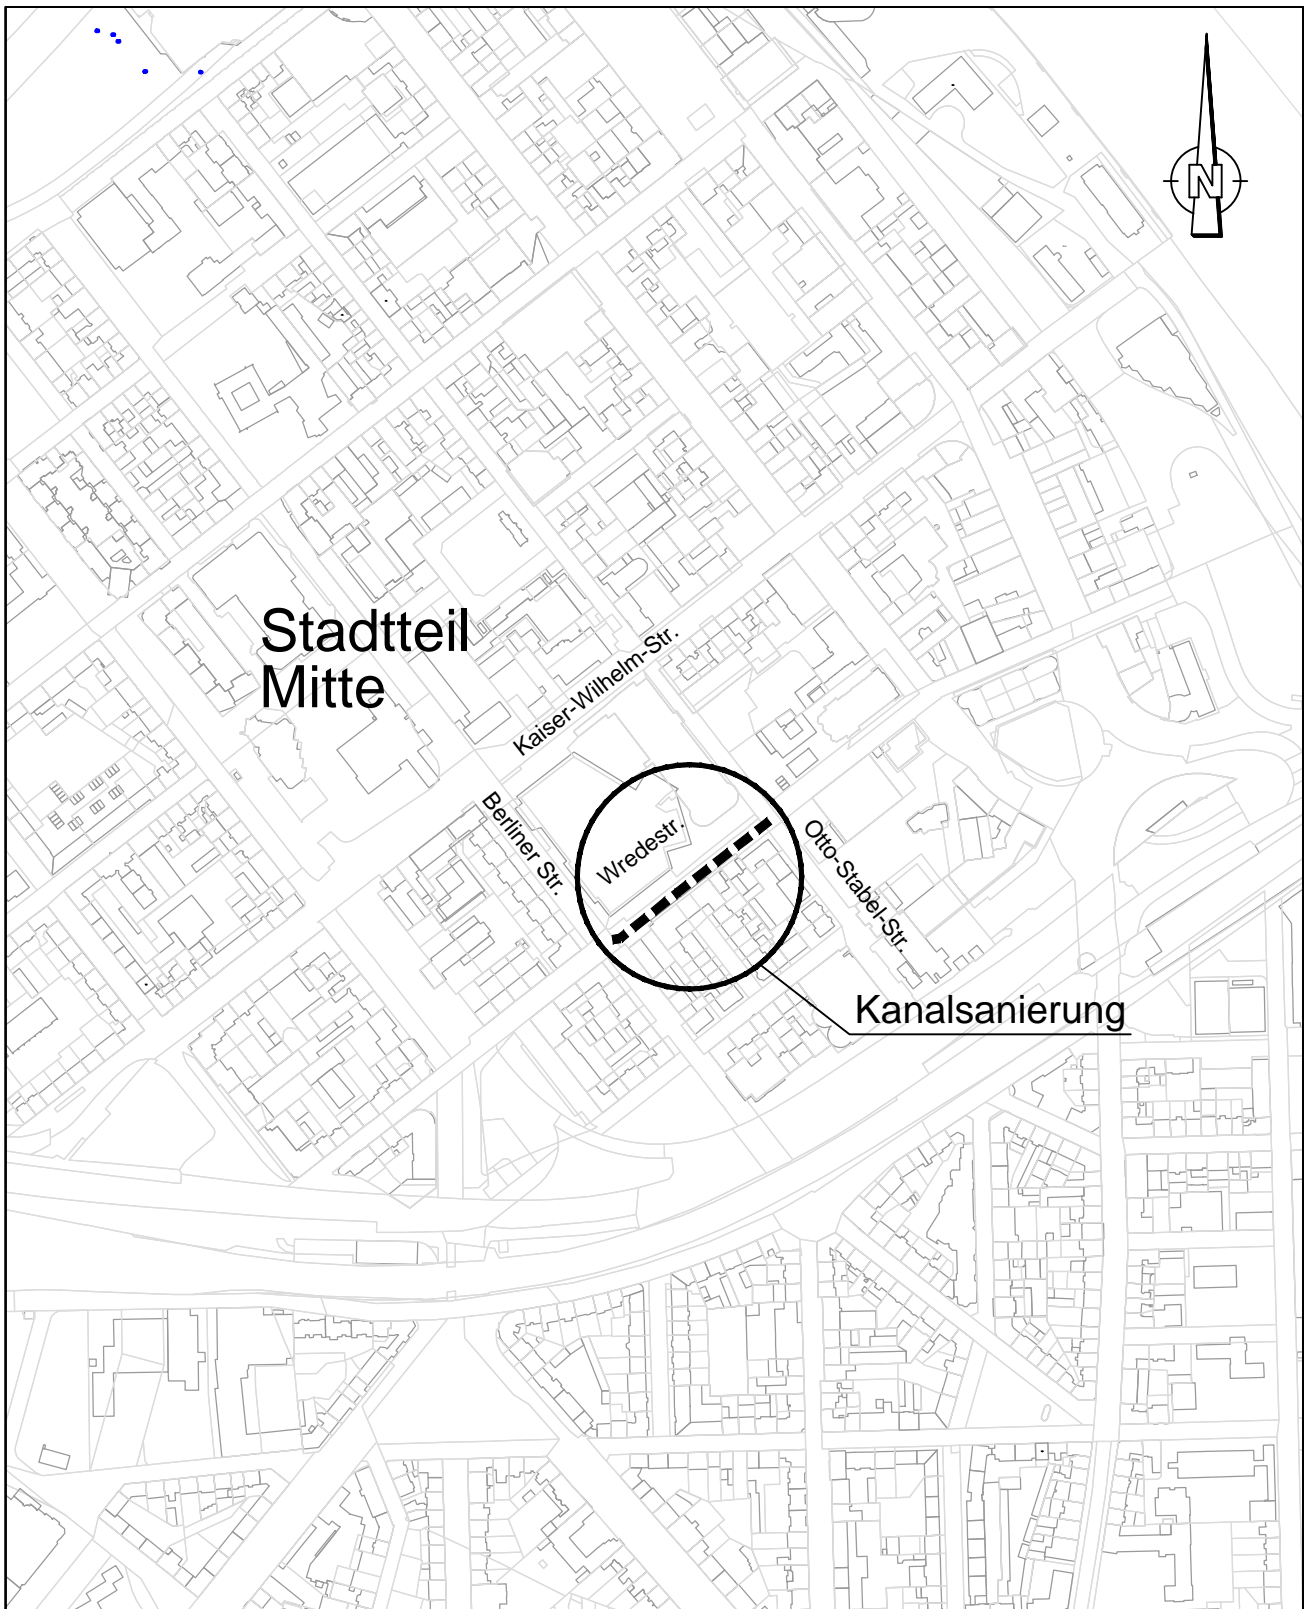 N
Stadtteil
Mitte
Kaiser-Wilhelm-Str.
Berliner Str.
Wredestr.
Otto-Stabel-Str.
Kanalsanierung